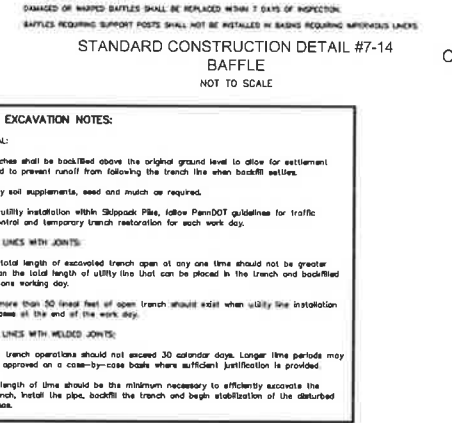 DAMAGED OR WARPED BAFFLES SHALL BE REPLACED WITHIN 7 DAYS OF INSPECTION.
BAFFLES REQUIRING SUPPORT POSTS SHALL NOT BE INSTALLED IN BASINS REQUIRING IMPERVIOUS LINERS.
STANDARD CONSTRUCTION DETAIL #7-14
BAFFLE
NOT TO SCALE
C
EXCAVATION NOTES:
AL:
ches shall be backfilled above the original ground level to allow for settlement
d to prevent runoff from following the trench line when backfill settles.
y soil supplements, seed and mulch as required.
utility installation within Skippack Pike, follow PennDOT guidelines for traffic
ontrol and temporary trench restoration for each work day.
LINES WITH JOINTS:
total length of excavated trench open at any one time should not be greater
an the total length of utility line that can be placed in the trench and backfilled
one working day.
more than 50 lineal feet of open trench should exist when utility line installation
at the end of the work day.
LINES WITH WELDED JOINTS:
trench operations should not exceed 30 calendar days. Longer time periods may
approved on a case-by-case basis where sufficient justification is provided.
length of time should be the minimum necessary to efficiently excavate the
nch, install the pipe, backfill the trench and begin stabilization of the disturbed